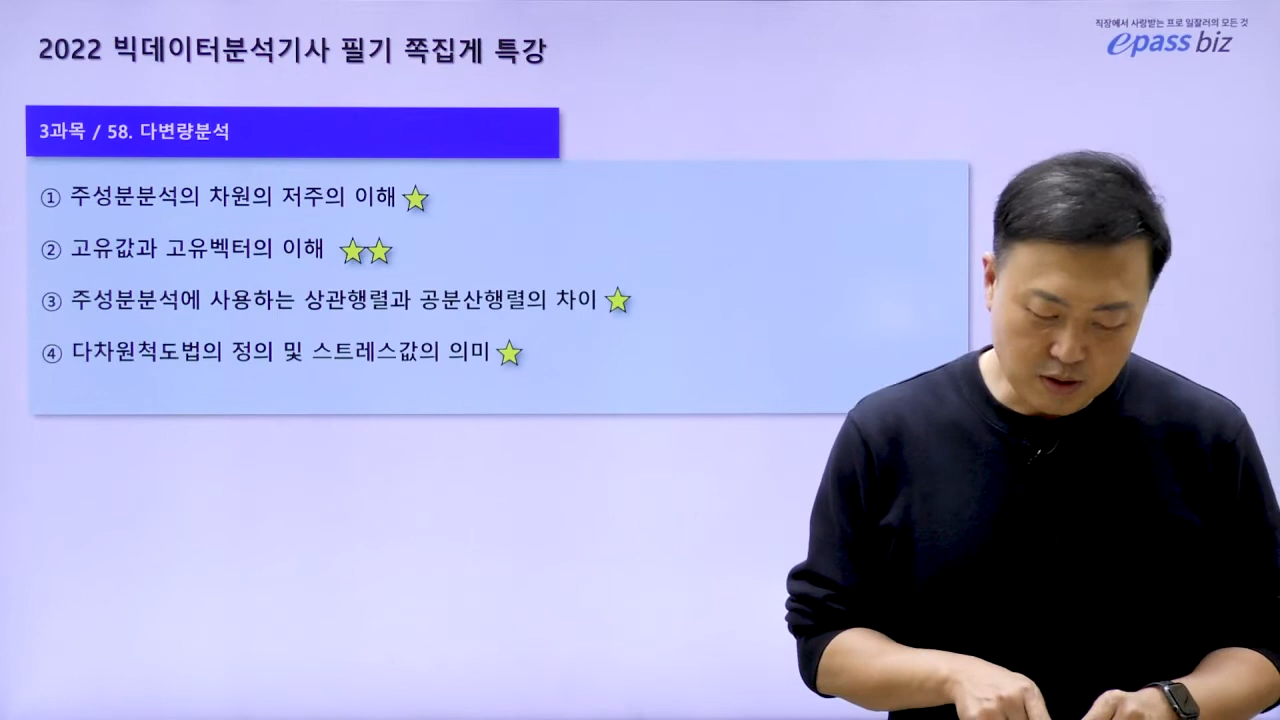 2022 빅데이터분석기사 필기 쪽집게 특강
직장에서 사랑받는 프로 일잘러의 모든 것
epass biz
3과목 / 58. 다변량분석
① 주성분분석의 차원의 저주의 이해
② 고유값과 고유벡터의 이해
③ 주성분분석에 사용하는 상관행렬과 공분산행렬의 차이
④ 다차원척도법의 정의 및 스트레스값의 의미